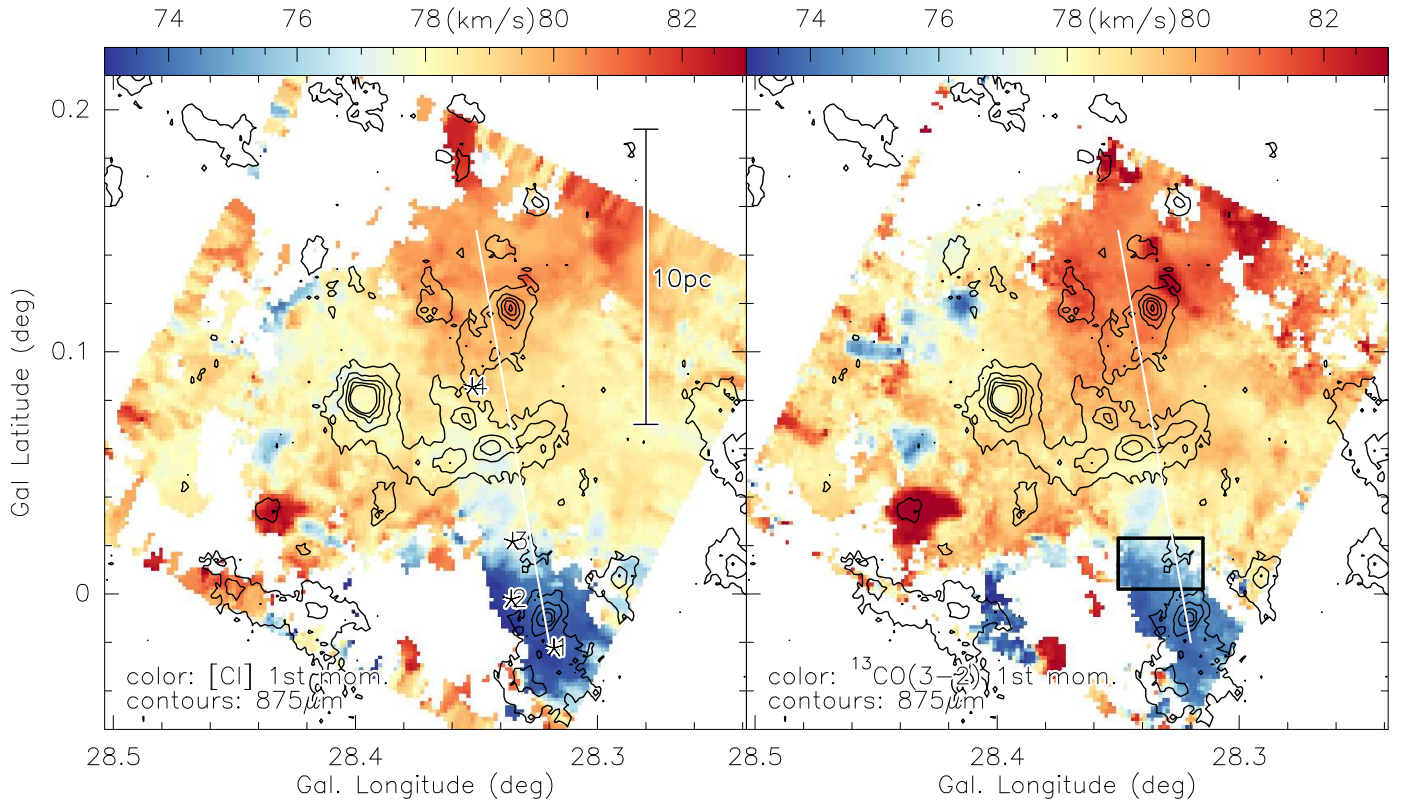 74 76 78(km/s)80 82 74 76 78(km/s)80 82
0.2
10pc
0.1
4
3
0
2
1
color: [CI] 1st mom. color: ¹³CO(3−2) 1st mom.
contours: 875μm contours: 875μm
28.5 28.4 28.3 28.5 28.4 28.3
Gal. Longitude (deg) Gal. Longitude (deg)
Gal Latitude (deg)